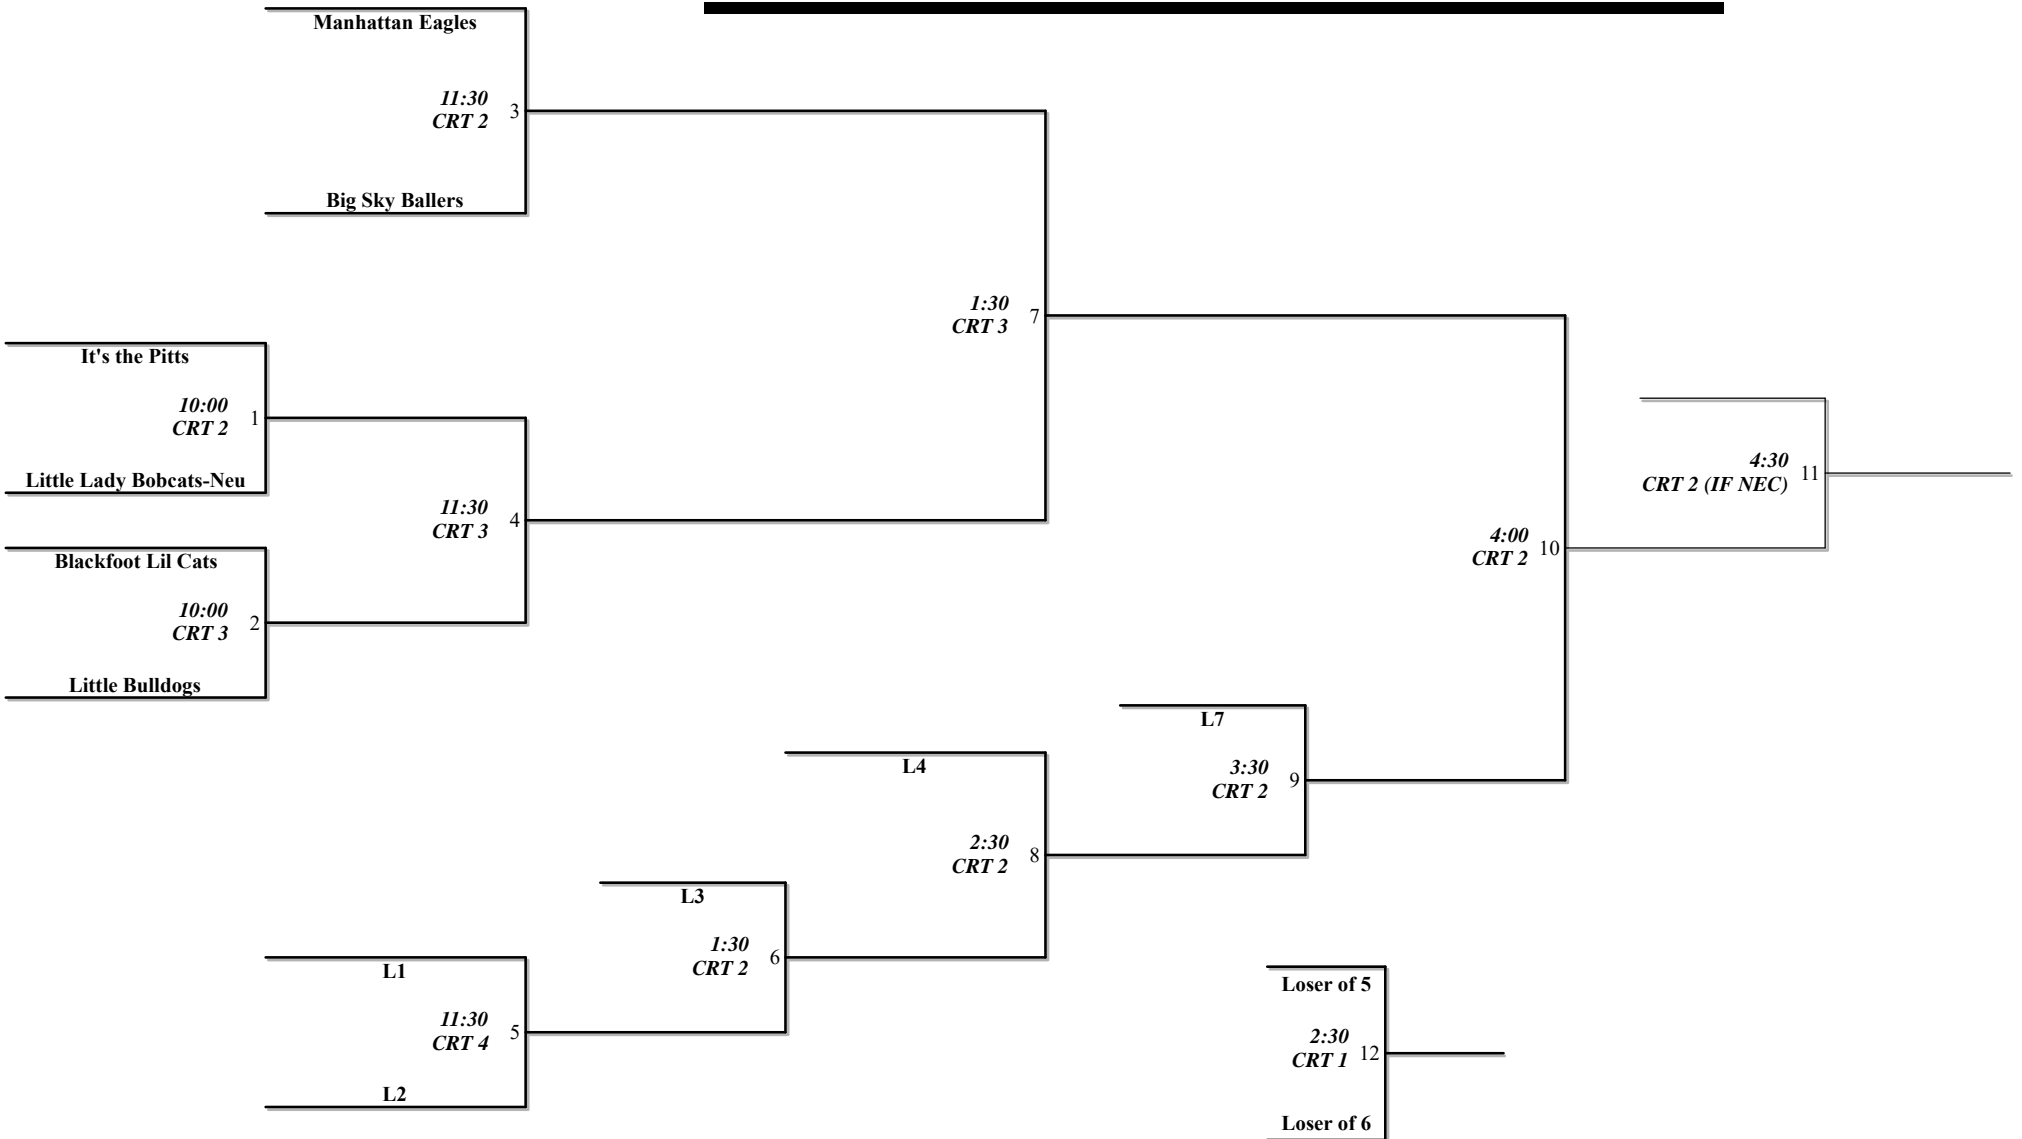 Manhattan Eagles
11:30
CRT 2 3
Big Sky Ballers
1:30
CRT 3 7
It's the Pitts
10:00
CRT 2 1
Little Lady Bobcats-Neu
11:30
CRT 3 4
Blackfoot Lil Cats
10:00
CRT 3 2
Little Bulldogs
4:30
CRT 2 (IF NEC) 11
4:00
CRT 2 10
L7
3:30
CRT 2 9
L4
2:30
CRT 2 8
L3
1:30
CRT 2 6
L1
11:30
CRT 4 5
L2
Loser of 5
2:30
CRT 1 12
Loser of 6